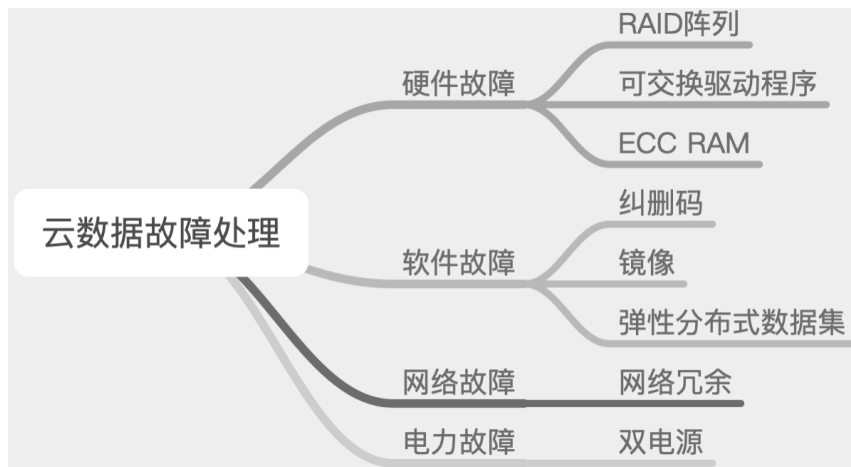 云数据故障处理
硬件故障
RAID阵列
可交换驱动程序
ECC RAM
软件故障
纠删码
镜像
弹性分布式数据集
网络故障
网络冗余
电力故障
双电源